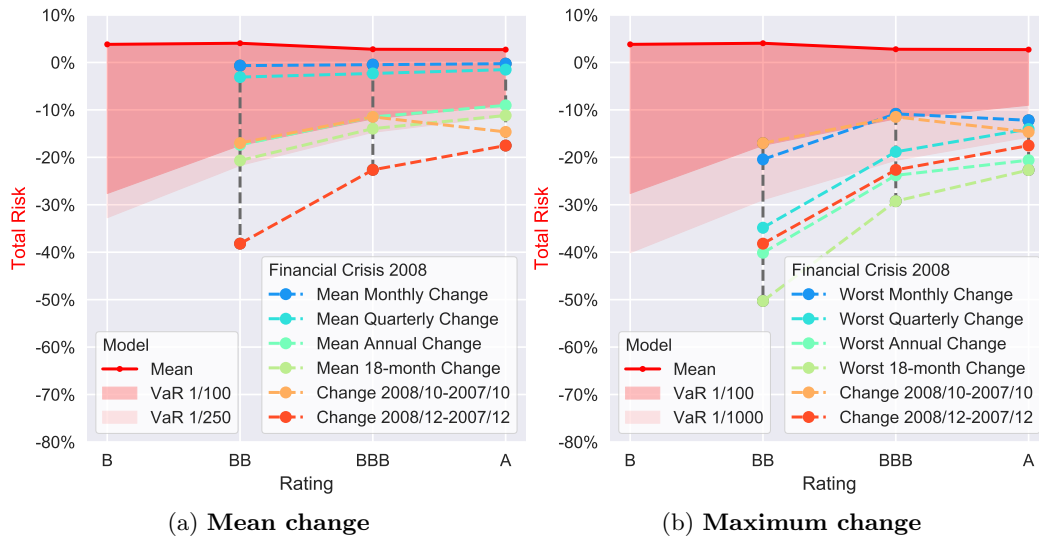 10%
0%
-10%
-20%
-30%
-40%
-50%
-60%
-70%
-80%
Total Risk
Financial Crisis 2008
Mean Monthly Change
Mean Quarterly Change
Mean Annual Change
Mean 18-month Change
Change 2008/10-2007/10
Change 2008/12-2007/12
Model
Mean
VaR 1/100
VaR 1/250
B
BB
BBB
A
Rating
(a) Mean change
10%
0%
-10%
-20%
-30%
-40%
-50%
-60%
-70%
-80%
Total Risk
Financial Crisis 2008
Worst Monthly Change
Worst Quarterly Change
Worst Annual Change
Worst 18-month Change
Change 2008/10-2007/10
Change 2008/12-2007/12
Model
Mean
VaR 1/100
VaR 1/1000
B
BB
BBB
A
Rating
(b) Maximum change